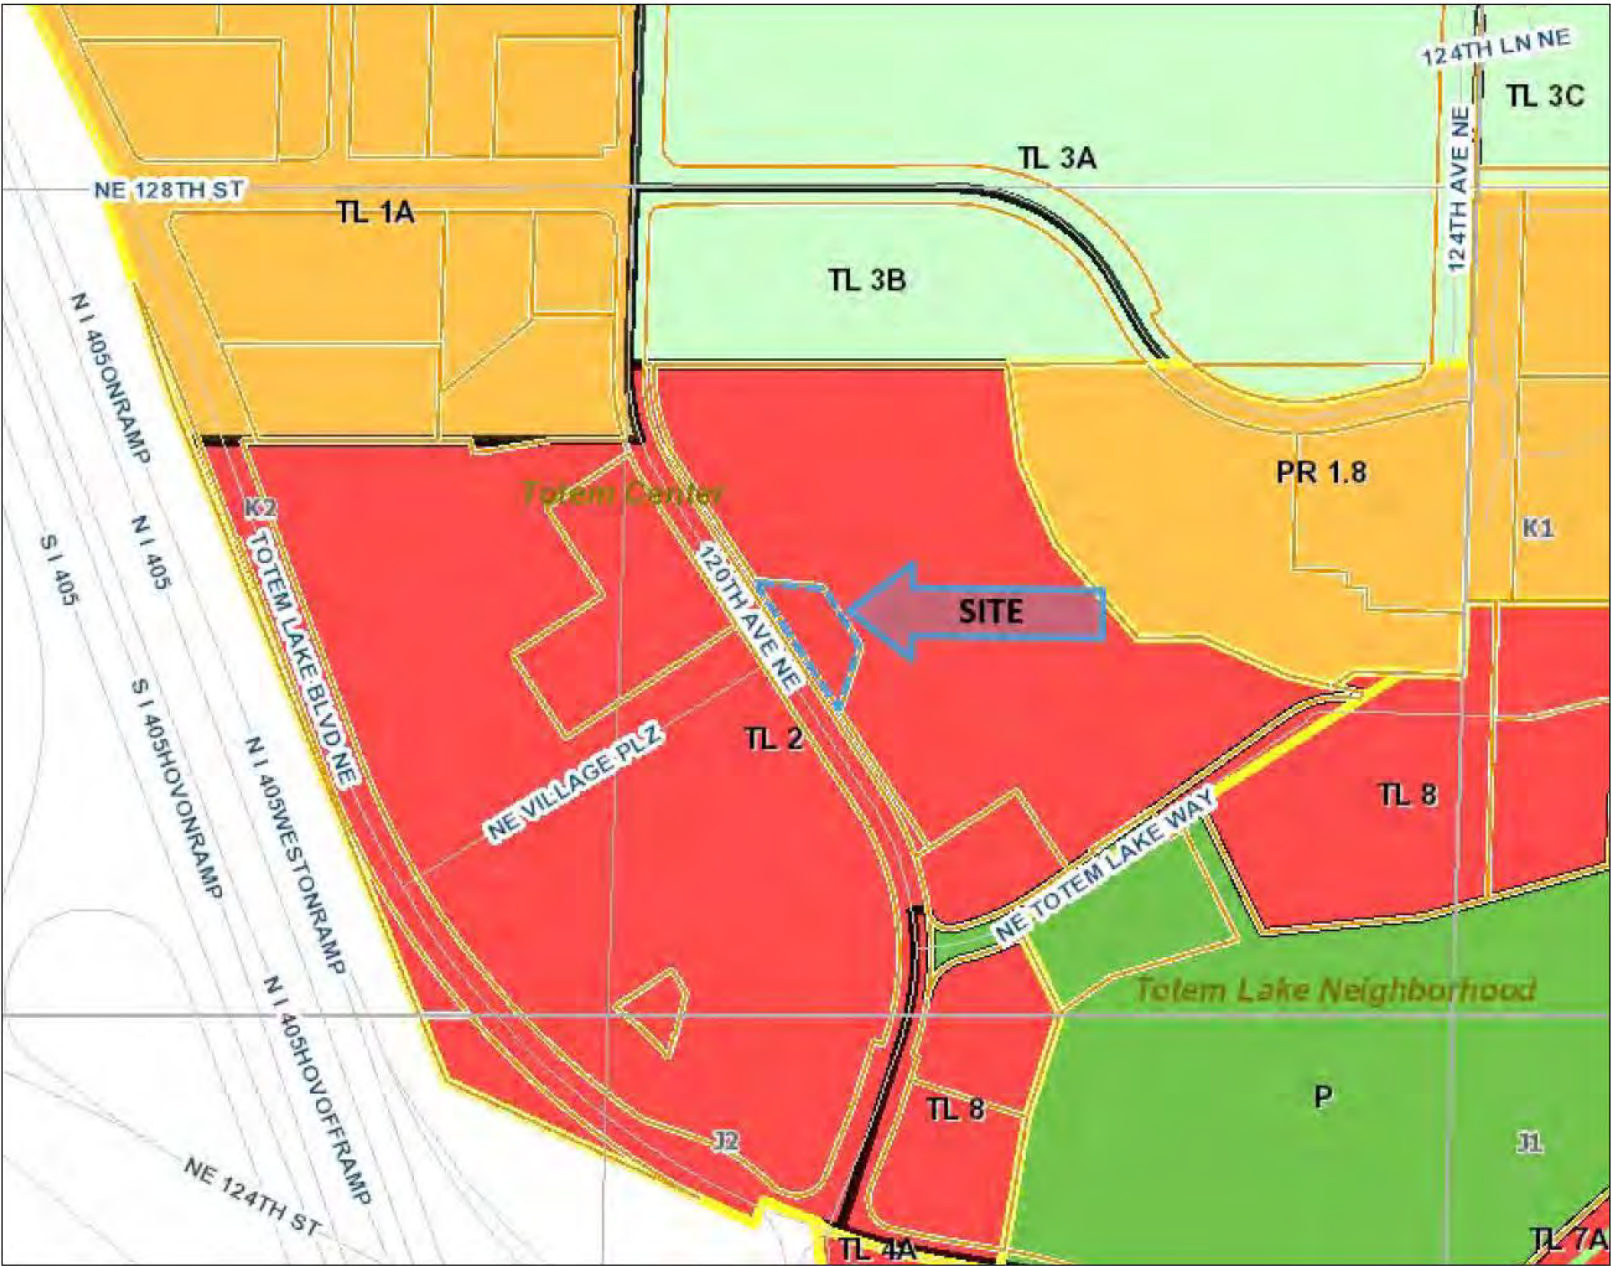 124TH LN NE
TL 3C
TL 3A
124TH AVE NE
NE 128TH ST
TL 1A
TL 3B
N I 405ONRAMP
PR 1.8
Totem Center
K2
K1
S I 405
N I 405
TOTEM LAKE BLVD NE
120TH AVE NE
SITE
S I 405HOVONRAMP
N I 405WESTONRAMP
NE VILLAGE PLZ
TL 2
TL 8
NE TOTEM LAKE WAY
Totem Lake Neighborhood
N I 405HOVOFFRAMP
TL 8
P
J2
J1
NE 124TH ST
TL 4A
TL 7A